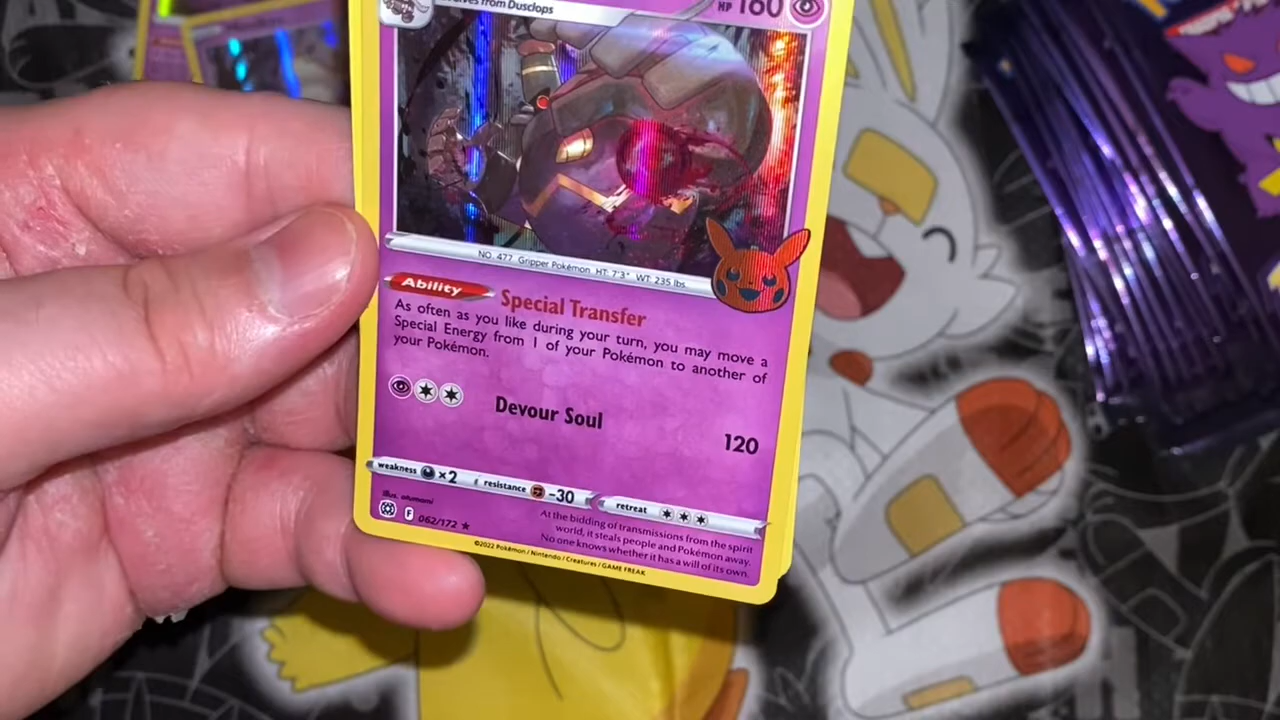 from Dusclops
HP 160
NO. 477 Gripper Pokémon HT: 7'3" WT: 235 lbs.
Ability Special Transfer
As often as you like during your turn, you may move a
Special Energy from 1 of your Pokémon to another of
your Pokémon.
Devour Soul
120
weakness ×2 resistance -30 retreat
illus. otumami
F 062/172 ★
At the bidding of transmissions from the spirit
world, it steals people and Pokémon away.
No one knows whether it has a will of its own.
©2022 Pokémon / Nintendo / Creatures / GAME FREAK